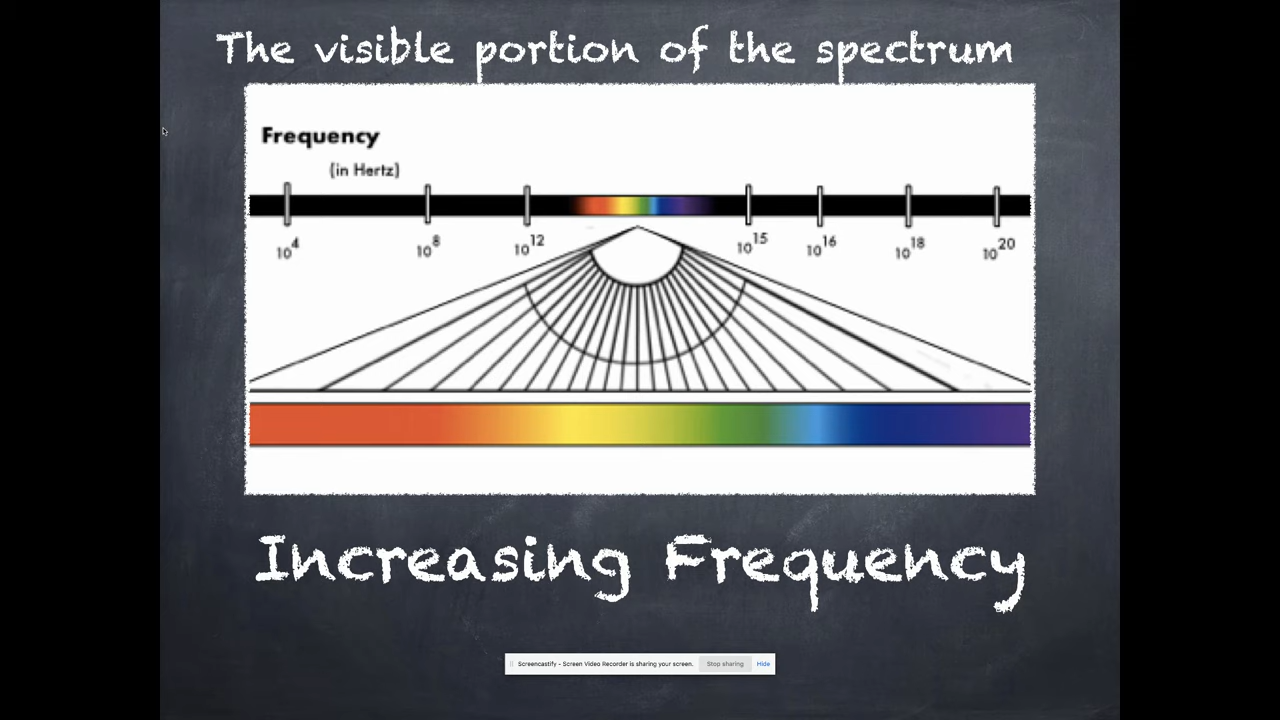 The visible portion of the spectrum
Frequency
(in Hertz)
10^4 10^8 10^12 10^15 10^16 10^18 10^20
Increasing Frequency
Screencastify - Screen Video Recorder is sharing your screen. Stop sharing Hide